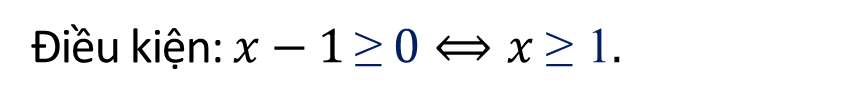 Điều kiện: x − 1 ≥ 0 ⟺ x ≥ 1.